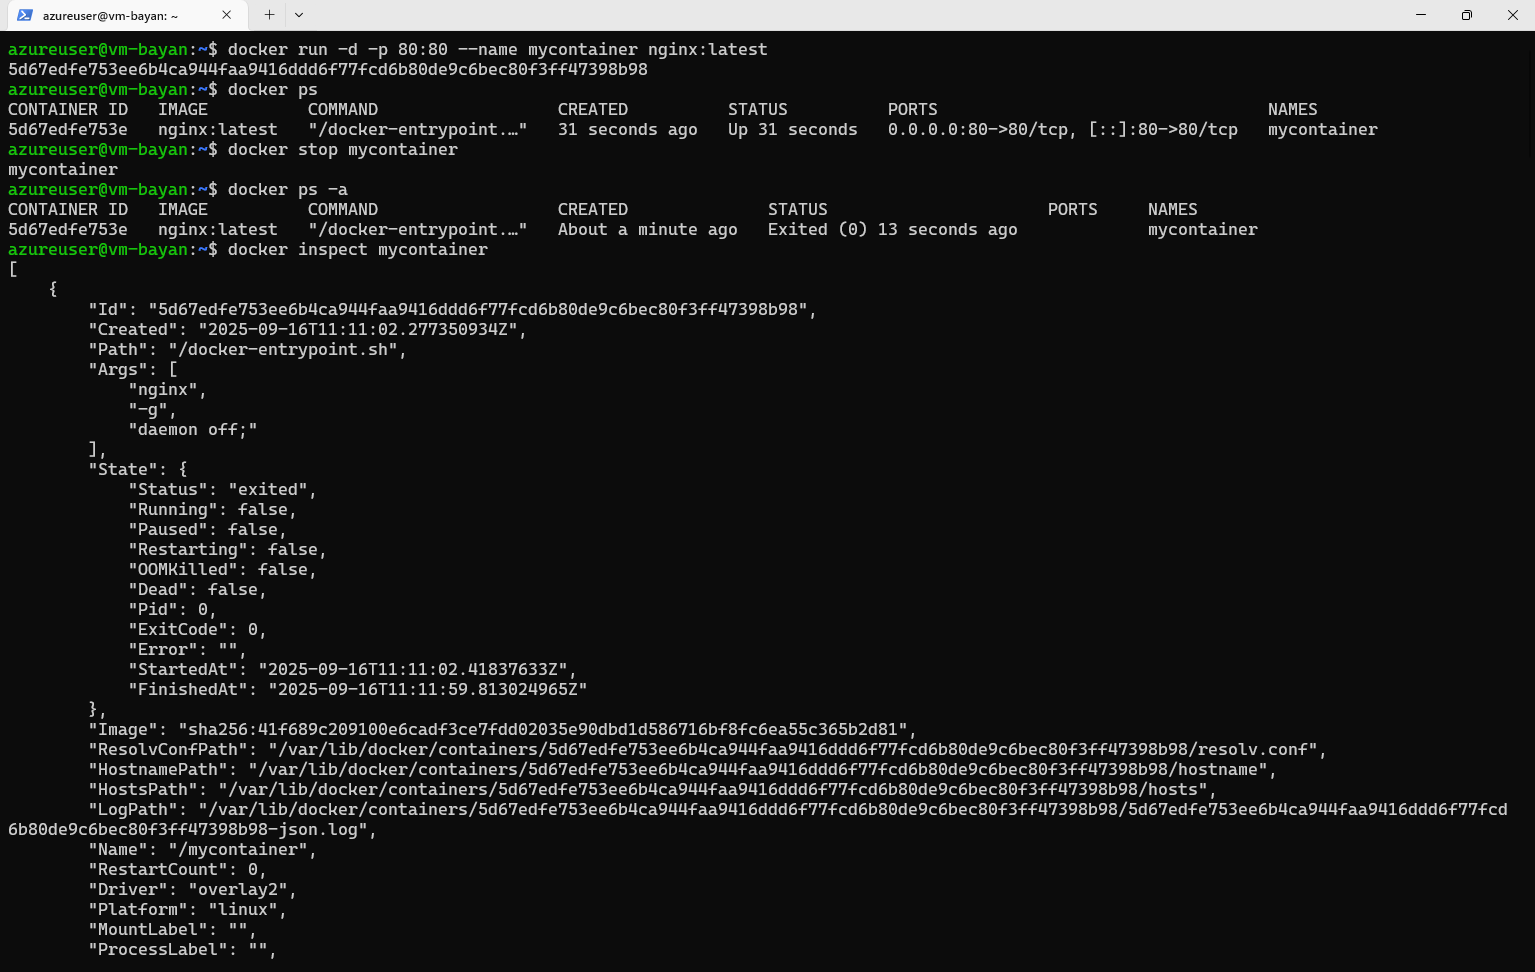 azureuser@vm-bayan: ~
azureuser@vm-bayan:~$ docker run -d -p 80:80 --name mycontainer nginx:latest
5d67edfe753ee6b4ca944faa9416ddd6f77fcd6b80de9c6bec80f3ff47398b98
azureuser@vm-bayan:~$ docker ps
CONTAINER ID   IMAGE          COMMAND                  CREATED          STATUS          PORTS                                 NAMES
5d67edfe753e   nginx:latest   "/docker-entrypoint.…"   31 seconds ago   Up 31 seconds   0.0.0.0:80->80/tcp, [::]:80->80/tcp   mycontainer
azureuser@vm-bayan:~$ docker stop mycontainer
mycontainer
azureuser@vm-bayan:~$ docker ps -a
CONTAINER ID   IMAGE          COMMAND                  CREATED              STATUS                      PORTS     NAMES
5d67edfe753e   nginx:latest   "/docker-entrypoint.…"   About a minute ago   Exited (0) 13 seconds ago             mycontainer
azureuser@vm-bayan:~$ docker inspect mycontainer
[
    {
        "Id": "5d67edfe753ee6b4ca944faa9416ddd6f77fcd6b80de9c6bec80f3ff47398b98",
        "Created": "2025-09-16T11:11:02.277350934Z",
        "Path": "/docker-entrypoint.sh",
        "Args": [
            "nginx",
            "-g",
            "daemon off;"
        ],
        "State": {
            "Status": "exited",
            "Running": false,
            "Paused": false,
            "Restarting": false,
            "OOMKilled": false,
            "Dead": false,
            "Pid": 0,
            "ExitCode": 0,
            "Error": "",
            "StartedAt": "2025-09-16T11:11:02.41837633Z",
            "FinishedAt": "2025-09-16T11:11:59.813024965Z"
        },
        "Image": "sha256:41f689c209100e6cadf3ce7fdd02035e90dbd1d586716bf8fc6ea55c365b2d81",
        "ResolvConfPath": "/var/lib/docker/containers/5d67edfe753ee6b4ca944faa9416ddd6f77fcd6b80de9c6bec80f3ff47398b98/resolv.conf",
        "HostnamePath": "/var/lib/docker/containers/5d67edfe753ee6b4ca944faa9416ddd6f77fcd6b80de9c6bec80f3ff47398b98/hostname",
        "HostsPath": "/var/lib/docker/containers/5d67edfe753ee6b4ca944faa9416ddd6f77fcd6b80de9c6bec80f3ff47398b98/hosts",
        "LogPath": "/var/lib/docker/containers/5d67edfe753ee6b4ca944faa9416ddd6f77fcd6b80de9c6bec80f3ff47398b98/5d67edfe753ee6b4ca944faa9416ddd6f77fcd
6b80de9c6bec80f3ff47398b98-json.log",
        "Name": "/mycontainer",
        "RestartCount": 0,
        "Driver": "overlay2",
        "Platform": "linux",
        "MountLabel": "",
        "ProcessLabel": "",